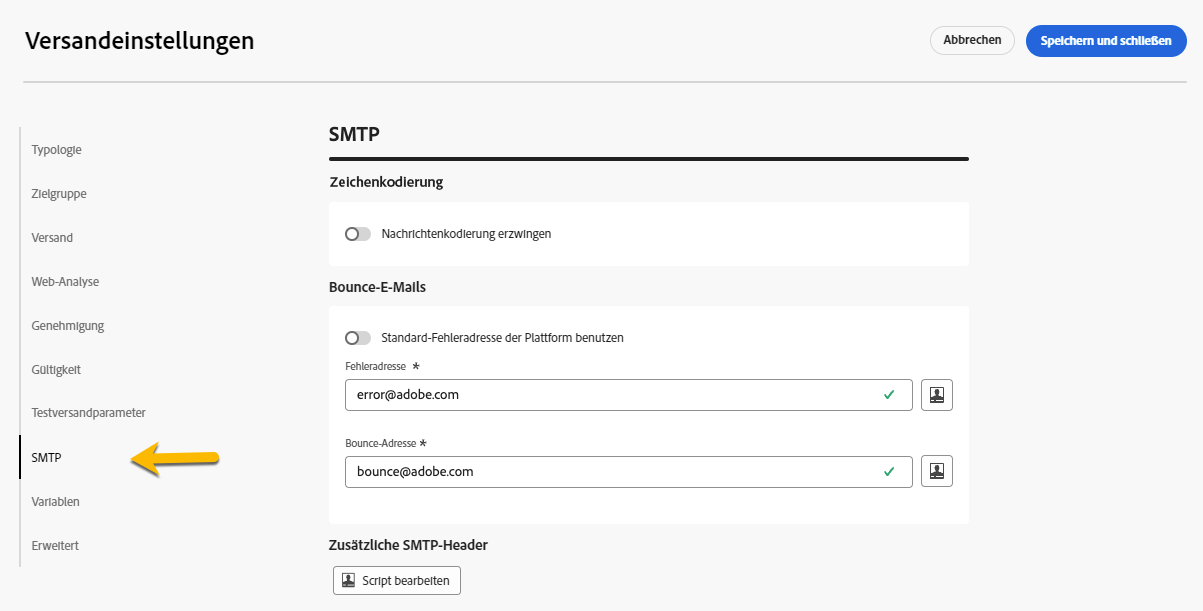 Versandeinstellungen
Abbrechen
Speichern und schließen
Typologie
Zielgruppe
Versand
Web-Analyse
Genehmigung
Gültigkeit
Testversandparameter
SMTP
Variablen
Erweitert
SMTP
Zeichenkodierung
Nachrichtenkodierung erzwingen
Bounce-E-Mails
Standard-Fehleradresse der Plattform benutzen
Fehleradresse *
error@adobe.com
Bounce-Adresse *
bounce@adobe.com
Zusätzliche SMTP-Header
Script bearbeiten